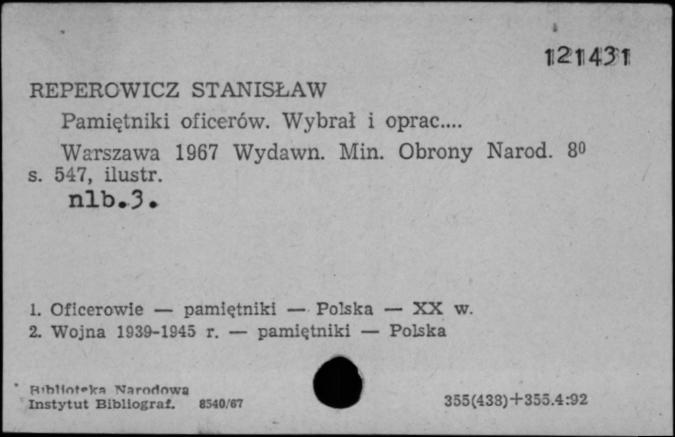 121431
REPEROWICZ STANISŁAW
Pamiętniki oficerów. Wybrał i oprac....
Warszawa 1967 Wydawn. Min. Obrony Narod. 8⁰
s. 547, ilustr.
nlb.3.
1. Oficerowie — pamiętniki — Polska — XX w.
2. Wojna 1939-1945 r. — pamiętniki — Polska
Biblioteka Narodowa
Instytut Bibliograf. 8540/67
355(438)+355.4:92